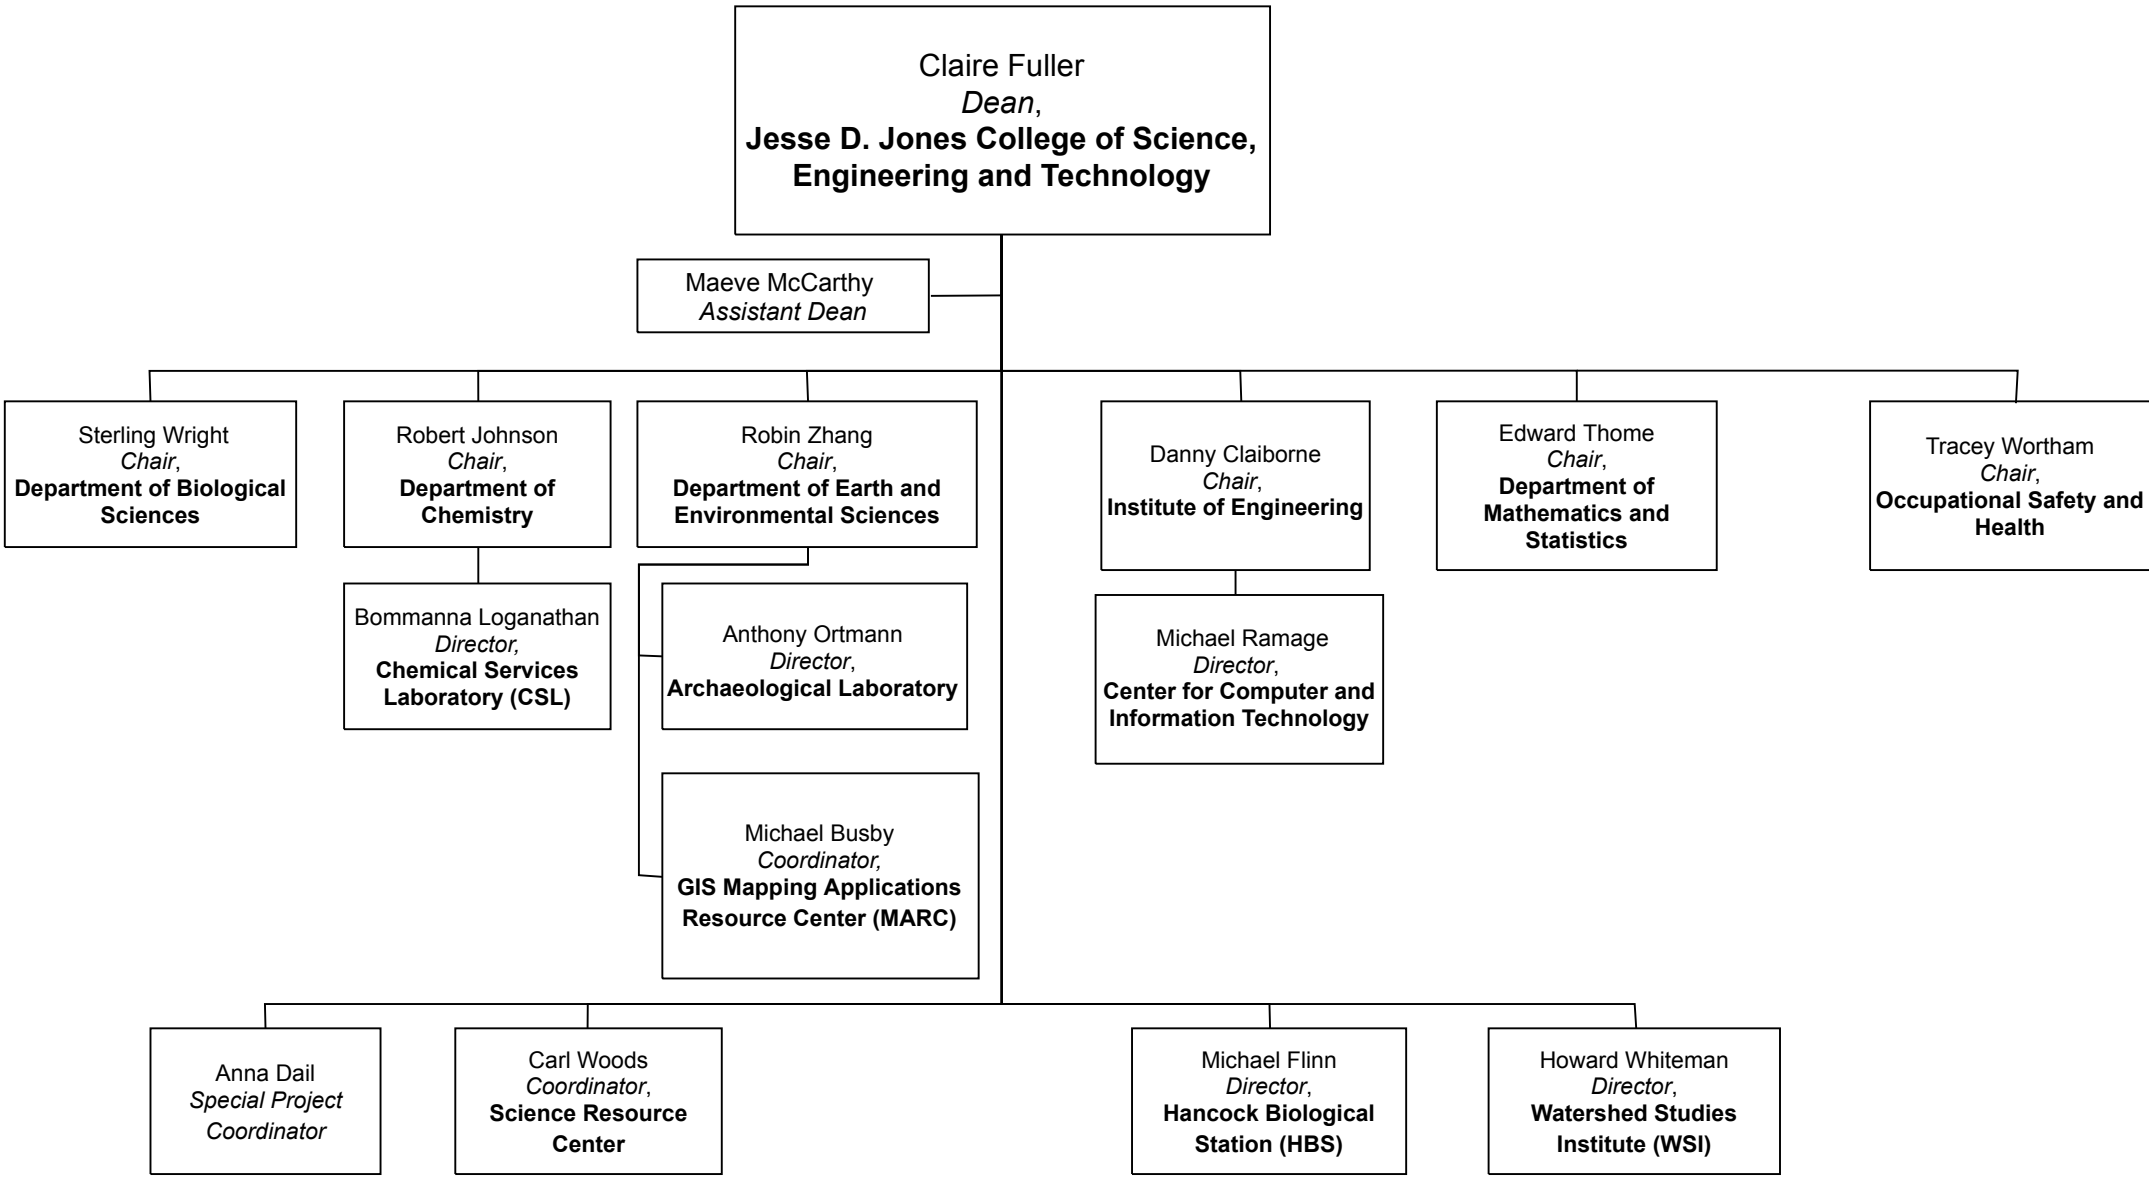 Claire Fuller
Dean,
Jesse D. Jones College of Science,
Engineering and Technology
Maeve McCarthy
Assistant Dean
Sterling Wright
Chair,
Department of Biological
Sciences
Robert Johnson
Chair,
Department of
Chemistry
Robin Zhang
Chair,
Department of Earth and
Environmental Sciences
Danny Claiborne
Chair,
Institute of Engineering
Edward Thome
Chair,
Department of
Mathematics and
Statistics
Tracey Wortham
Chair,
Occupational Safety and
Health
Bommanna Loganathan
Director,
Chemical Services
Laboratory (CSL)
Anthony Ortmann
Director,
Archaeological Laboratory
Michael Ramage
Director,
Center for Computer and
Information Technology
Michael Busby
Coordinator,
GIS Mapping Applications
Resource Center (MARC)
Anna Dail
Special Project
Coordinator
Carl Woods
Coordinator,
Science Resource
Center
Michael Flinn
Director,
Hancock Biological
Station (HBS)
Howard Whiteman
Director,
Watershed Studies
Institute (WSI)